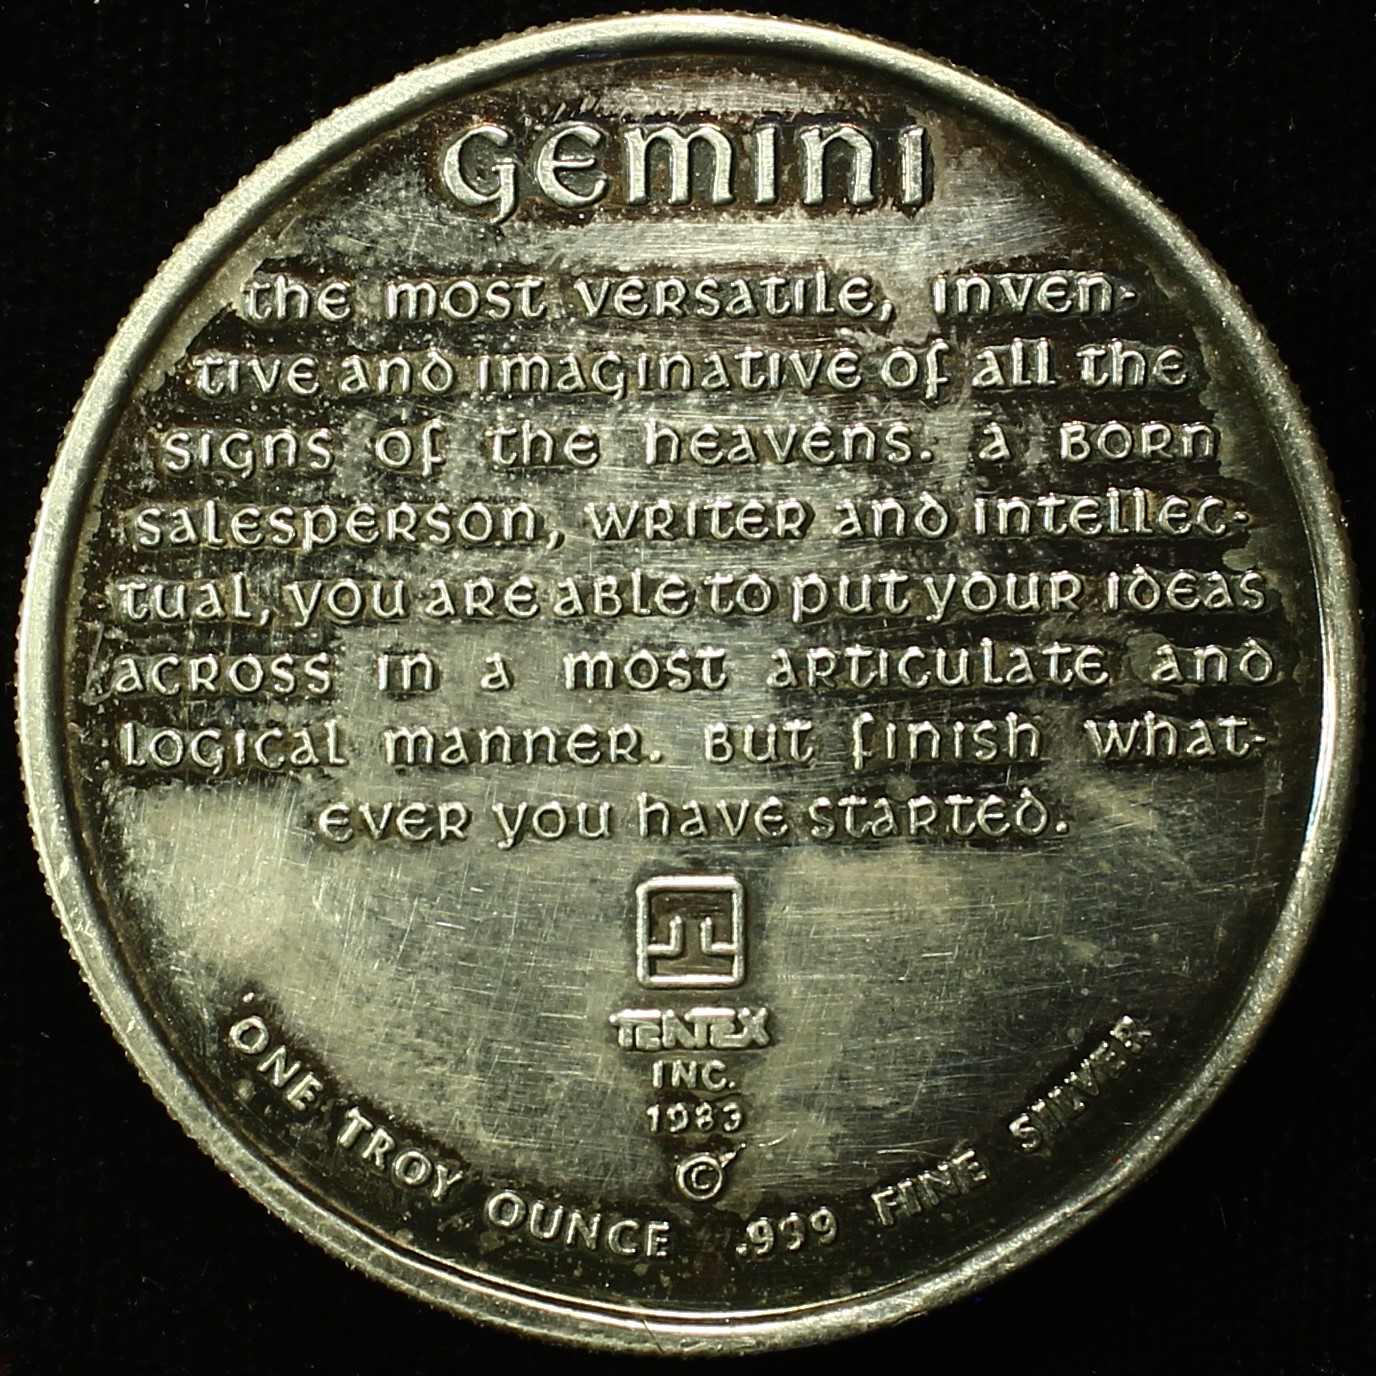 Gemini
the most versatile, inven-
tive and imaginative of all the
signs of the heavens. a born
salesperson, writer and intellec-
tual, you are able to put your ideas
across in a most articulate and
logical manner. But finish what-
ever you have started.
TENTEX
INC.
1983
©
ONE TROY OUNCE .999 FINE SILVER